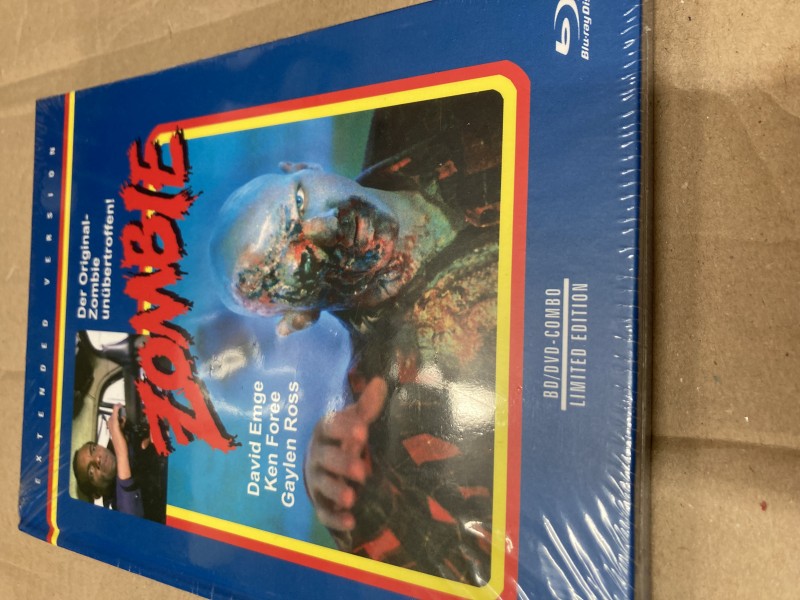 EXTENDED VERSION
Der Original-
Zombie
unübertroffen!
ZOMBIE
David Emge
Ken Foree
Gaylen Ross
BD/DVD-COMBO
LIMITED EDITION
Blu-ray Disc